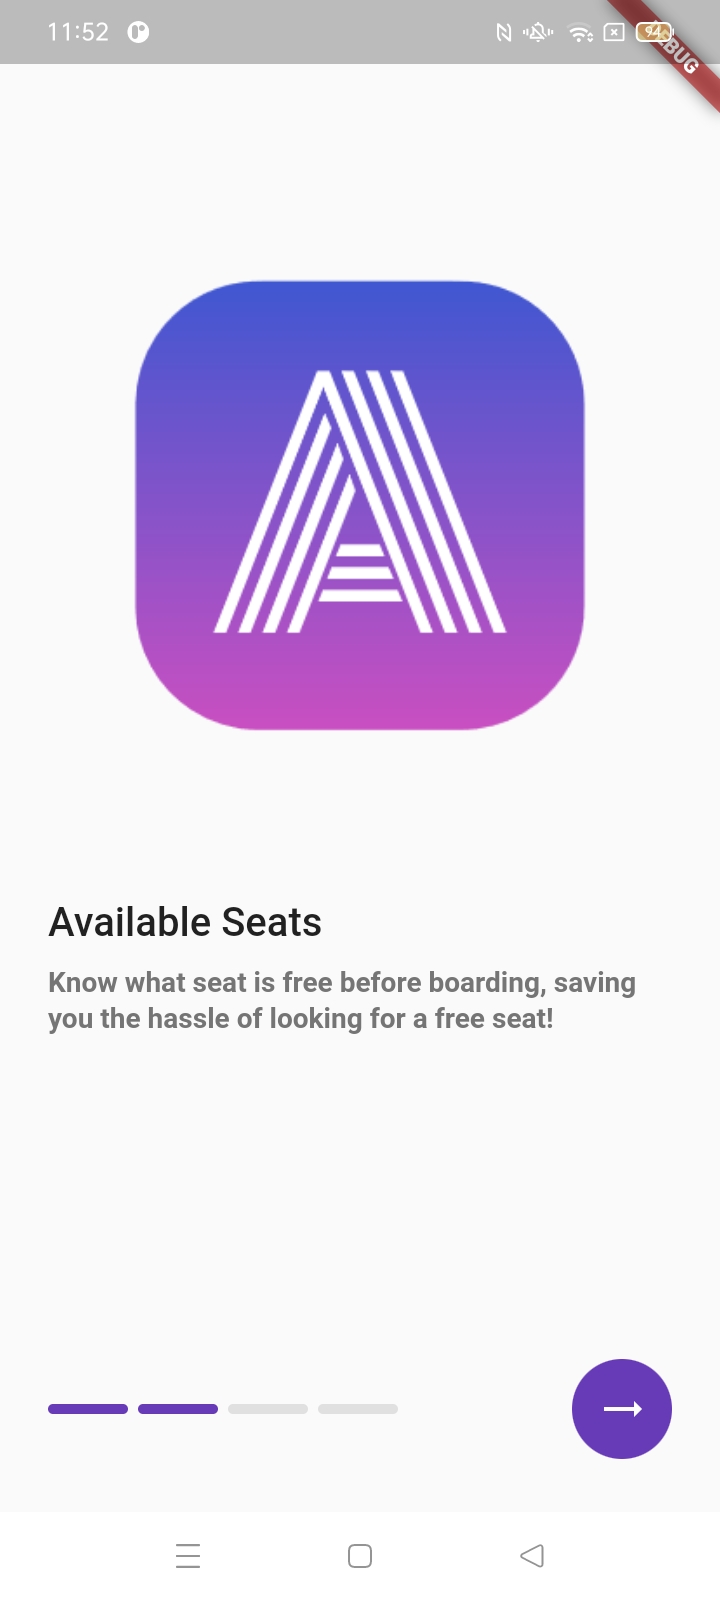 11:52
94
DEBUG
A
Available Seats
Know what seat is free before boarding, saving
you the hassle of looking for a free seat!